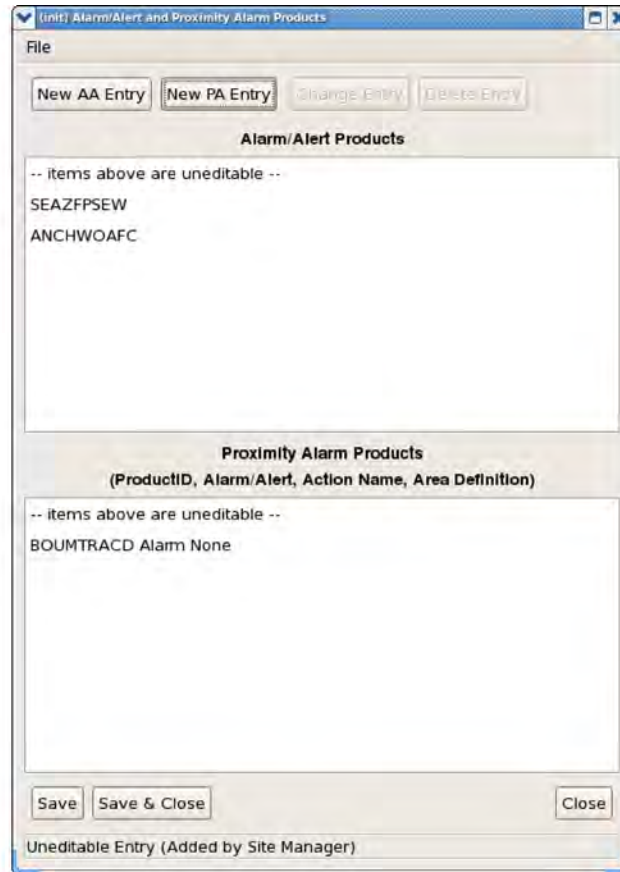 (init) Alarm/Alert and Proximity Alarm Products
File
New AA Entry New PA Entry Change Entry Delete Entry
Alarm/Alert Products
-- items above are uneditable --
SEAZFPSEW
ANCHWOAFC
Proximity Alarm Products
(ProductID, Alarm/Alert, Action Name, Area Definition)
-- items above are uneditable --
BOUMTRACD Alarm None
Save Save & Close Close
Uneditable Entry (Added by Site Manager)